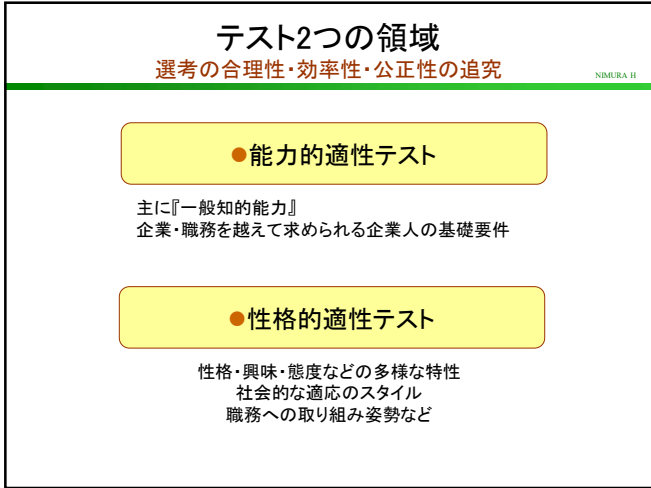 テスト2つの領域
選考の合理性・効率性・公正性の追究
NIMURA H
●能力的適性テスト
主に『一般知的能力』
企業・職務を越えて求められる企業人の基礎要件
●性格的適性テスト
性格・興味・態度などの多様な特性
社会的な適応のスタイル
職務への取り組み姿勢など